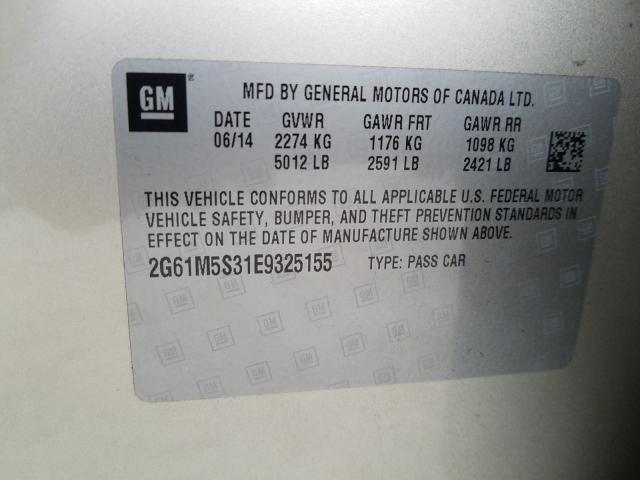 GM
MFD BY GENERAL MOTORS OF CANADA LTD.
DATE GVWR GAWR FRT GAWR RR
06/14 2274 KG 1176 KG 1098 KG
5012 LB 2591 LB 2421 LB
THIS VEHICLE CONFORMS TO ALL APPLICABLE U.S. FEDERAL MOTOR
VEHICLE SAFETY, BUMPER, AND THEFT PREVENTION STANDARDS IN
EFFECT ON THE DATE OF MANUFACTURE SHOWN ABOVE.
2G61M5S31E9325155 TYPE: PASS CAR